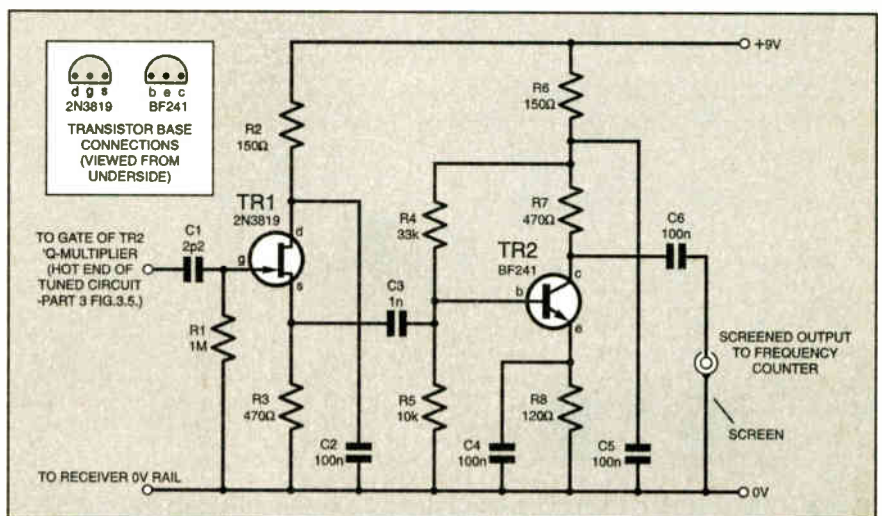 d g s
2N3819
b e c
BF241
TRANSISTOR BASE
CONNECTIONS
(VIEWED FROM
UNDERSIDE)
+9V
R2
150Ω
R6
150Ω
TR1
2N3819
d
g
s
R4
33k
R7
470Ω
C6
100n
TO GATE OF TR2
'Q-MULTIPLIER
(HOT END OF
TUNED CIRCUIT
-PART 3 FIG.3.5.)
C1
2p2
C3
1n
TR2
BF241
c
b
e
R1
1M
SCREENED OUTPUT
TO FREQUENCY
COUNTER
R3
470Ω
R5
10k
R8
120Ω
SCREEN
C2
100n
C4
100n
C5
100n
TO RECEIVER 0V RAIL
0V